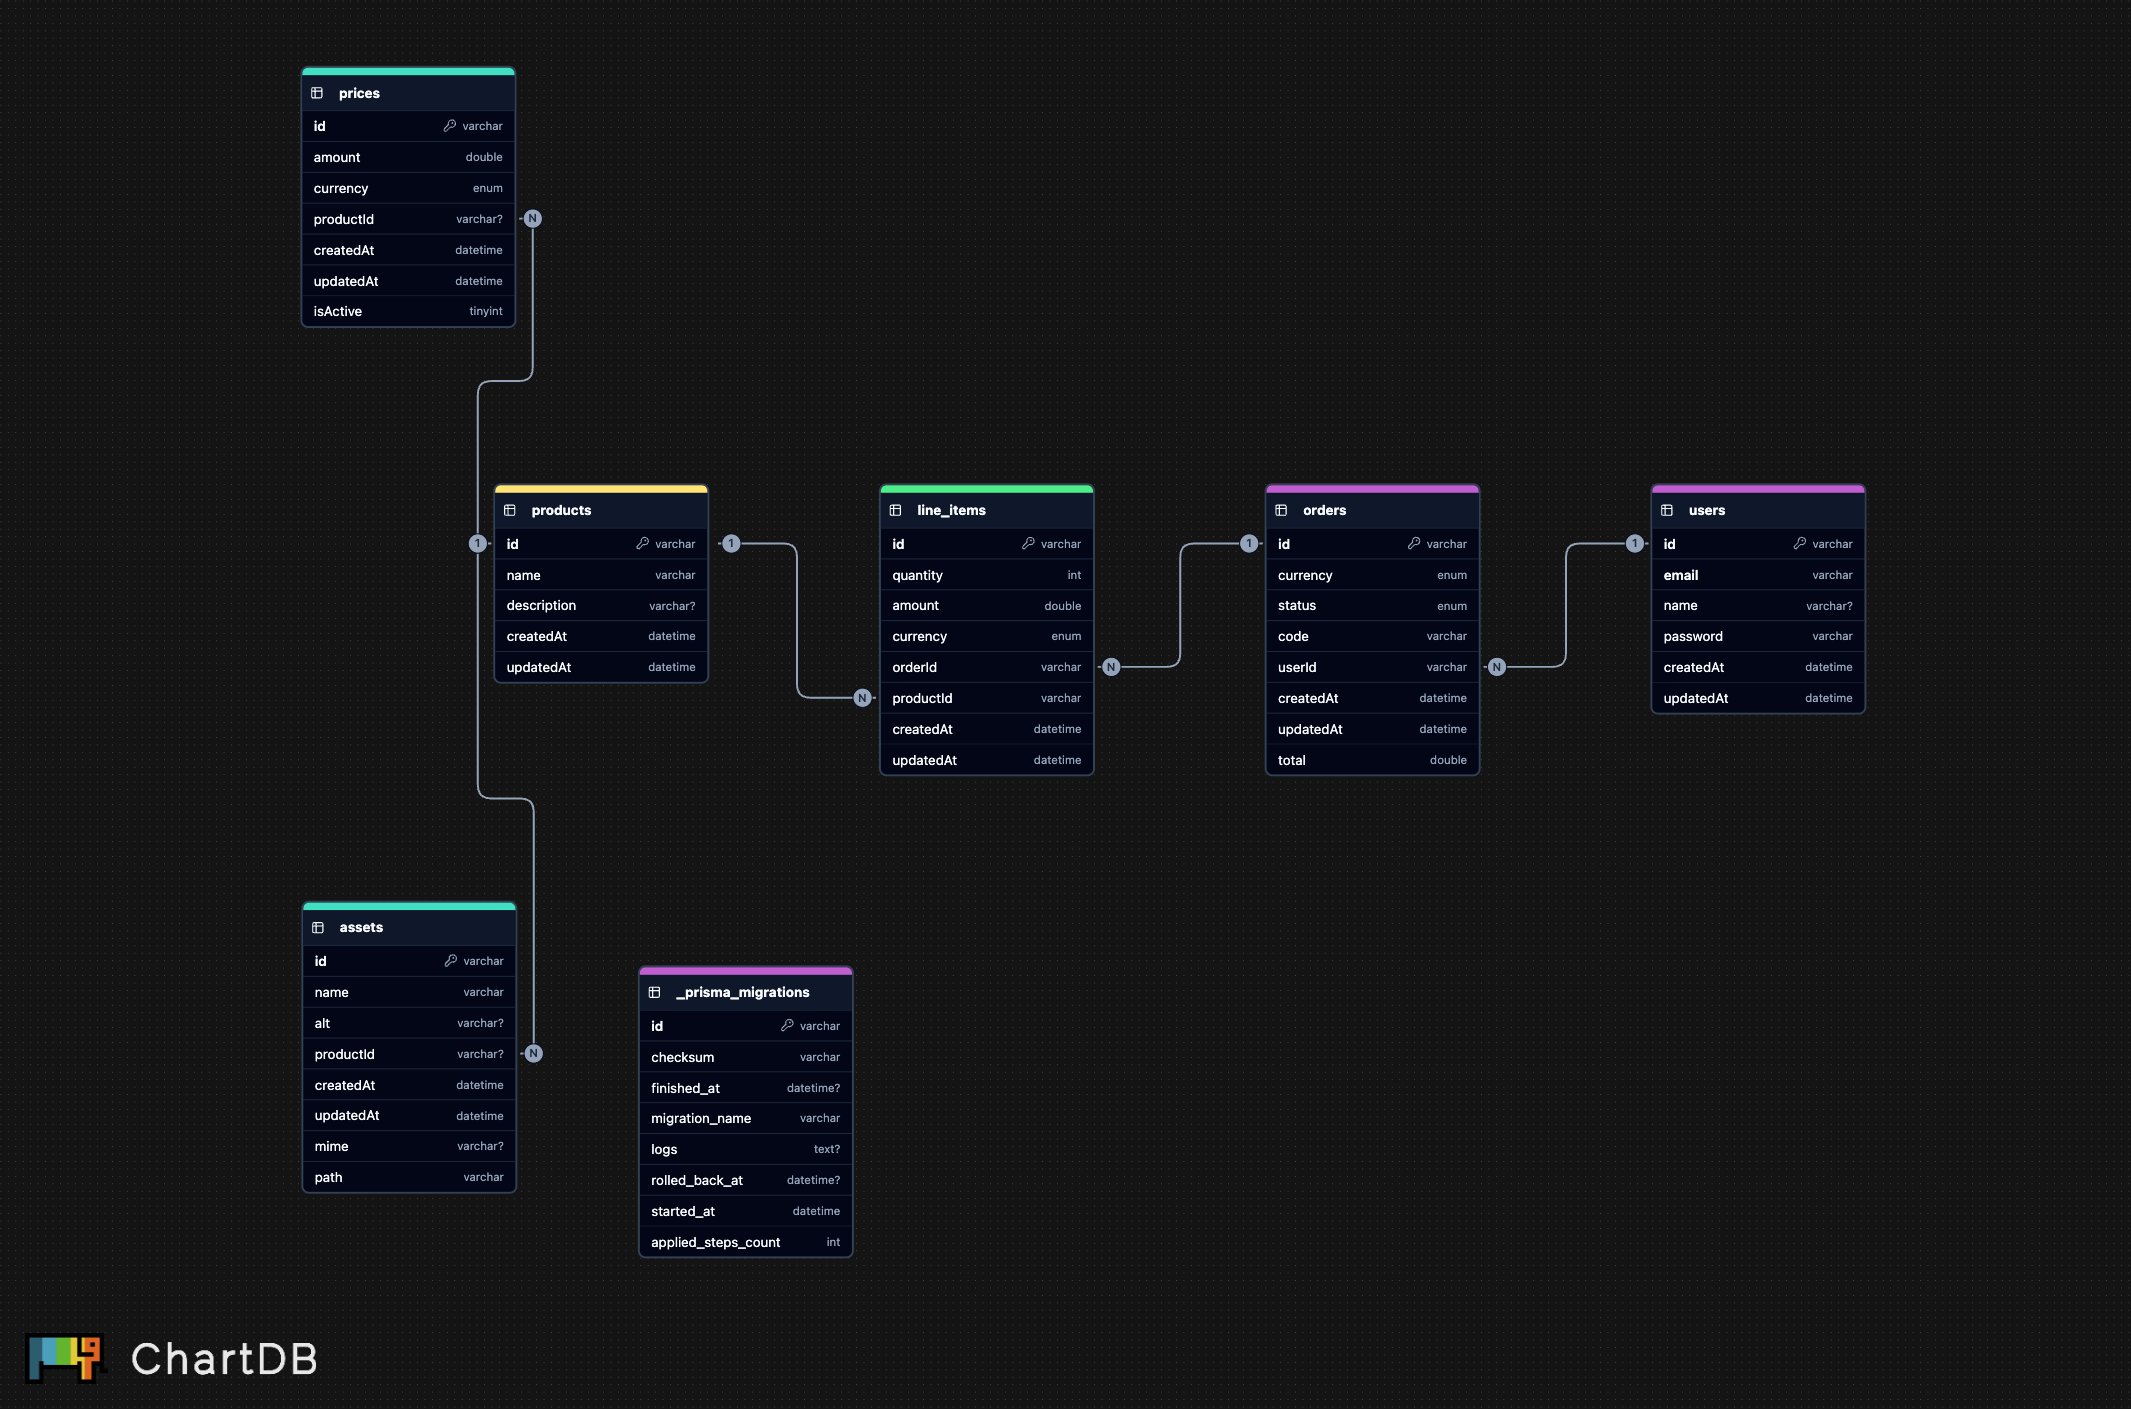 prices
id varchar
amount double
currency enum
productId varchar?
N
createdAt datetime
updatedAt datetime
isActive tinyint
products
1
id varchar
1
name varchar
description varchar?
createdAt datetime
updatedAt datetime
line_items
id varchar
quantity int
amount double
currency enum
orderId varchar
N
N
productId varchar
createdAt datetime
updatedAt datetime
orders
1
id varchar
currency enum
status enum
code varchar
userId varchar
N
createdAt datetime
updatedAt datetime
total double
users
1
id varchar
email varchar
name varchar?
password varchar
createdAt datetime
updatedAt datetime
assets
id varchar
name varchar
alt varchar?
productId varchar?
N
createdAt datetime
updatedAt datetime
mime varchar?
path varchar
_prisma_migrations
id varchar
checksum varchar
finished_at datetime?
migration_name varchar
logs text?
rolled_back_at datetime?
started_at datetime
applied_steps_count int
ChartDB